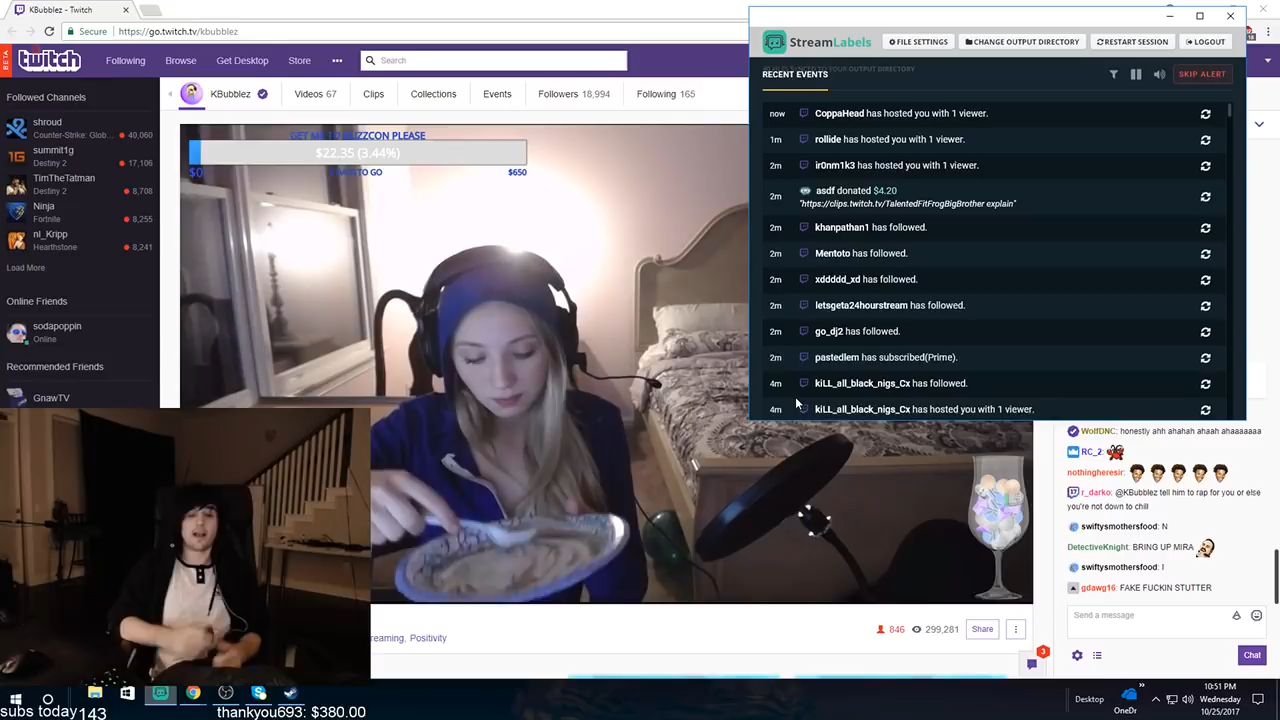 KBubblez - Twitch
Secure
https://go.twitch.tv/kbubblez
BETA
twitch
Following
Browse
Get Desktop
Store
Search
Followed Channels
shroud
Counter-Strike: Glob...
40,060
summit1g
Destiny 2
17,106
TimTheTatman
Destiny 2
8,708
Ninja
Fortnite
8,255
nl_Kripp
Hearthstone
8,241
Load More
Online Friends
sodapoppin
Online
Recommended Friends
GnawTV
KBubblez
Videos 67
Clips
Collections
Events
Followers 18,994
Following 165
$22.35 (3.44%)
$0
TO GO
$650
StreamLabels
FILE SETTINGS
CHANGE OUTPUT DIRECTORY
RESTART SESSION
LOGOUT
RECENT EVENTS
SKIP ALERT
now CoppaHead has hosted you with 1 viewer.
1m rollide has hosted you with 1 viewer.
2m ir0nm1k3 has hosted you with 1 viewer.
2m asdf donated $4.20
"https://clips.twitch.tv/TalentedFitFrogBigBrother explain"
2m khanpathan1 has followed.
2m Mentoto has followed.
2m xddddd_xd has followed.
2m letsgeta24hourstream has followed.
2m go_dj2 has followed.
2m pastedlem has subscribed(Prime).
4m kiLL_all_black_nigs_Cx has followed.
4m kiLL_all_black_nigs_Cx has hosted you with 1 viewer.
WolfDNC: honestly ahh ahahah ahaah ahaaaaaa
RC_2:
nothingheresir:
r_darko: @KBubblez tell him to rap for you or else
you're not down to chill
swiftysmothersfood: N
DetectiveKnight: BRING UP MIRA
swiftysmothersfood: I
gdawg16: FAKE FUCKIN STUTTER
Send a message
Chat
reaming, Positivity
846
299,281
Share
3
subs today 143
thankyou693: $380.00
Desktop
OneDr
10:51 PM
Wednesday
10/25/2017